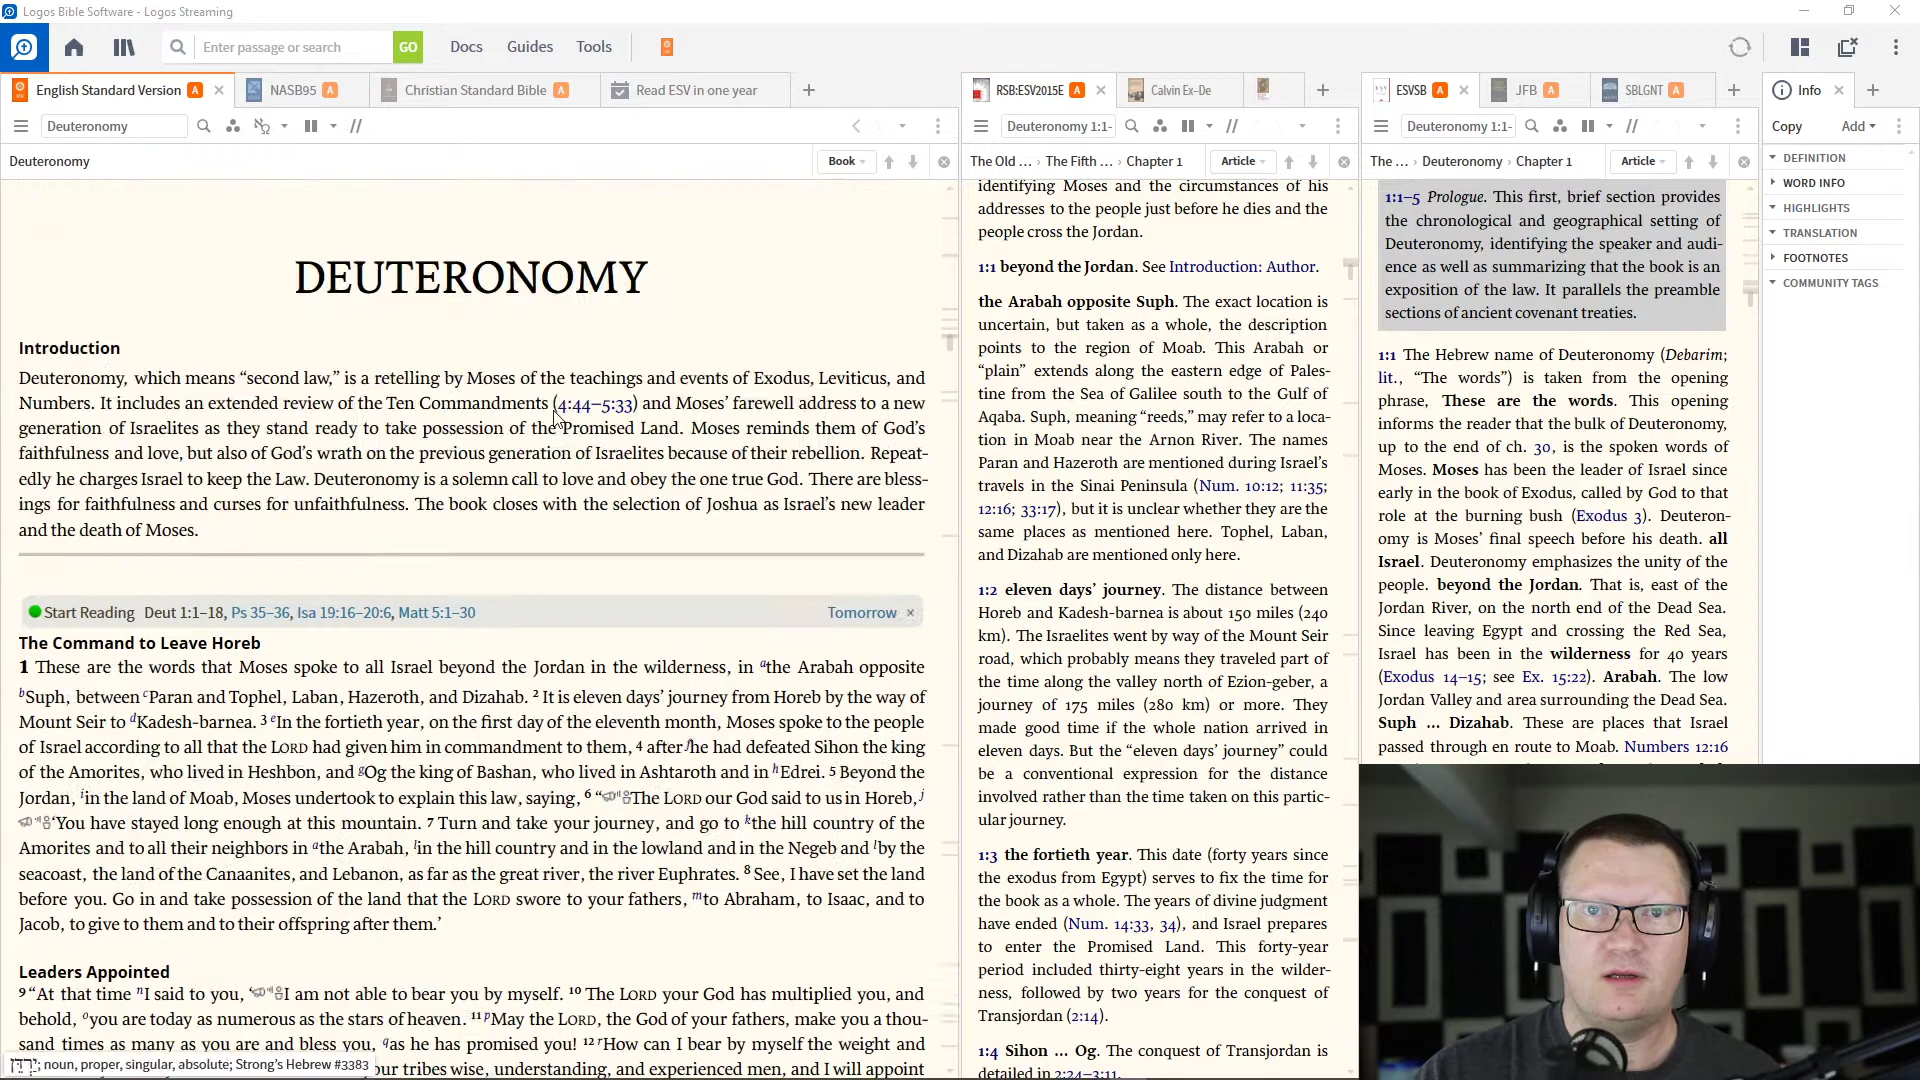 Logos Bible Software - Logos Streaming
Enter passage or search
GO
Docs
Guides
Tools
English Standard Version A
NASB95 A
Christian Standard Bible A
Read ESV in one year
Deuteronomy
Deuteronomy
Book
DEUTERONOMY
Introduction
Deuteronomy, which means “second law,” is a retelling by Moses of the teachings and events of Exodus, Leviticus, and
Numbers. It includes an extended review of the Ten Commandments (4:44–5:33) and Moses’ farewell address to a new
generation of Israelites as they stand ready to take possession of the Promised Land. Moses reminds them of God’s
faithfulness and love, but also of God’s wrath on the previous generation of Israelites because of their rebellion. Repeat-
edly he charges Israel to keep the Law. Deuteronomy is a solemn call to love and obey the one true God. There are bless-
ings for faithfulness and curses for unfaithfulness. The book closes with the selection of Joshua as Israel’s new leader
and the death of Moses.
Start Reading Deut 1:1–18, Ps 35–36, Isa 19:16–20:6, Matt 5:1–30 Tomorrow ×
The Command to Leave Horeb
1 These are the words that Moses spoke to all Israel beyond the Jordan in the wilderness, in a the Arabah opposite
b Suph, between c Paran and Tophel, Laban, Hazeroth, and Dizahab. 2 It is eleven days’ journey from Horeb by the way of
Mount Seir to d Kadesh-barnea. 3 e In the fortieth year, on the first day of the eleventh month, Moses spoke to the people
of Israel according to all that the LORD had given him in commandment to them, 4 after f he had defeated Sihon the king
of the Amorites, who lived in Heshbon, and g Og the king of Bashan, who lived in Ashtaroth and in h Edrei. 5 Beyond the
Jordan, i in the land of Moab, Moses undertook to explain this law, saying, 6 “The LORD our God said to us in Horeb, j
‘You have stayed long enough at this mountain. 7 Turn and take your journey, and go to k the hill country of the
Amorites and to all their neighbors in a the Arabah, l in the hill country and in the lowland and in the Negeb and l by the
seacoast, the land of the Canaanites, and Lebanon, as far as the great river, the river Euphrates. 8 See, I have set the land
before you. Go in and take possession of the land that the LORD swore to your fathers, m to Abraham, to Isaac, and to
Jacob, to give to them and to their offspring after them.’
Leaders Appointed
9 “At that time n I said to you, ‘I am not able to bear you by myself. 10 The LORD your God has multiplied you, and
behold, o you are today as numerous as the stars of heaven. 11 p May the LORD, the God of your fathers, make you a thou-
sand times as many as you are and bless you, q as he has promised you! 12 r How can I bear by myself the weight and
; noun, proper, singular, absolute; Strong’s Hebrew #3383
our tribes wise, understanding, and experienced men, and I will appoint
RSB:ESV2015E A
Calvin Ex–De
Deuteronomy 1:1-
The Old ... › The Fifth ... › Chapter 1
Article
identifying Moses and the circumstances of his
addresses to the people just before he dies and the
people cross the Jordan.
1:1 beyond the Jordan. See Introduction: Author.
the Arabah opposite Suph. The exact location is
uncertain, but taken as a whole, the description
points to the region of Moab. This Arabah or
“plain” extends along the eastern edge of Pales-
tine from the Sea of Galilee south to the Gulf of
Aqaba. Suph, meaning “reeds,” may refer to a loca-
tion in Moab near the Arnon River. The names
Paran and Hazeroth are mentioned during Israel’s
travels in the Sinai Peninsula (Num. 10:12; 11:35;
12:16; 33:17), but it is unclear whether they are the
same places as mentioned here. Tophel, Laban,
and Dizahab are mentioned only here.
1:2 eleven days’ journey. The distance between
Horeb and Kadesh-barnea is about 150 miles (240
km). The Israelites went by way of the Mount Seir
road, which probably means they traveled part of
the time along the valley north of Ezion-geber, a
journey of 175 miles (280 km) or more. They
made good time if the whole nation arrived in
eleven days. But the “eleven days’ journey” could
be a conventional expression for the distance
involved rather than the time taken on this partic-
ular journey.
1:3 the fortieth year. This date (forty years since
the exodus from Egypt) serves to fix the time for
the book as a whole. The years of divine judgment
have ended (Num. 14:33, 34), and Israel prepares
to enter the Promised Land. This forty-year
period included thirty-eight years in the wilder-
ness, followed by two years for the conquest of
Transjordan (2:14).
1:4 Sihon ... Og. The conquest of Transjordan is
detailed in 2:24–3:11.
ESVSB A
JFB A
SBLGNT A
Deuteronomy 1:1-
The ... › Deuteronomy › Chapter 1
Article
1:1–5 Prologue. This first, brief section provides
the chronological and geographical setting of
Deuteronomy, identifying the speaker and audi-
ence as well as summarizing that the book is an
exposition of the law. It parallels the preamble
sections of ancient covenant treaties.
1:1 The Hebrew name of Deuteronomy (Debarim;
lit., “The words”) is taken from the opening
phrase, These are the words. This opening
informs the reader that the bulk of Deuteronomy,
up to the end of ch. 30, is the spoken words of
Moses. Moses has been the leader of Israel since
early in the book of Exodus, called by God to that
role at the burning bush (Exodus 3). Deuteron-
omy is Moses’ final speech before his death. all
Israel. Deuteronomy emphasizes the unity of the
people. beyond the Jordan. That is, east of the
Jordan River, on the north end of the Dead Sea.
Since leaving Egypt and crossing the Red Sea,
Israel has been in the wilderness for 40 years
(Exodus 14–15; see Ex. 15:22). Arabah. The low
Jordan Valley and area surrounding the Dead Sea.
Suph ... Dizahab. These are places that Israel
passed through en route to Moab. Numbers 12:16
Info
Copy
Add
DEFINITION
WORD INFO
HIGHLIGHTS
TRANSLATION
FOOTNOTES
COMMUNITY TAGS